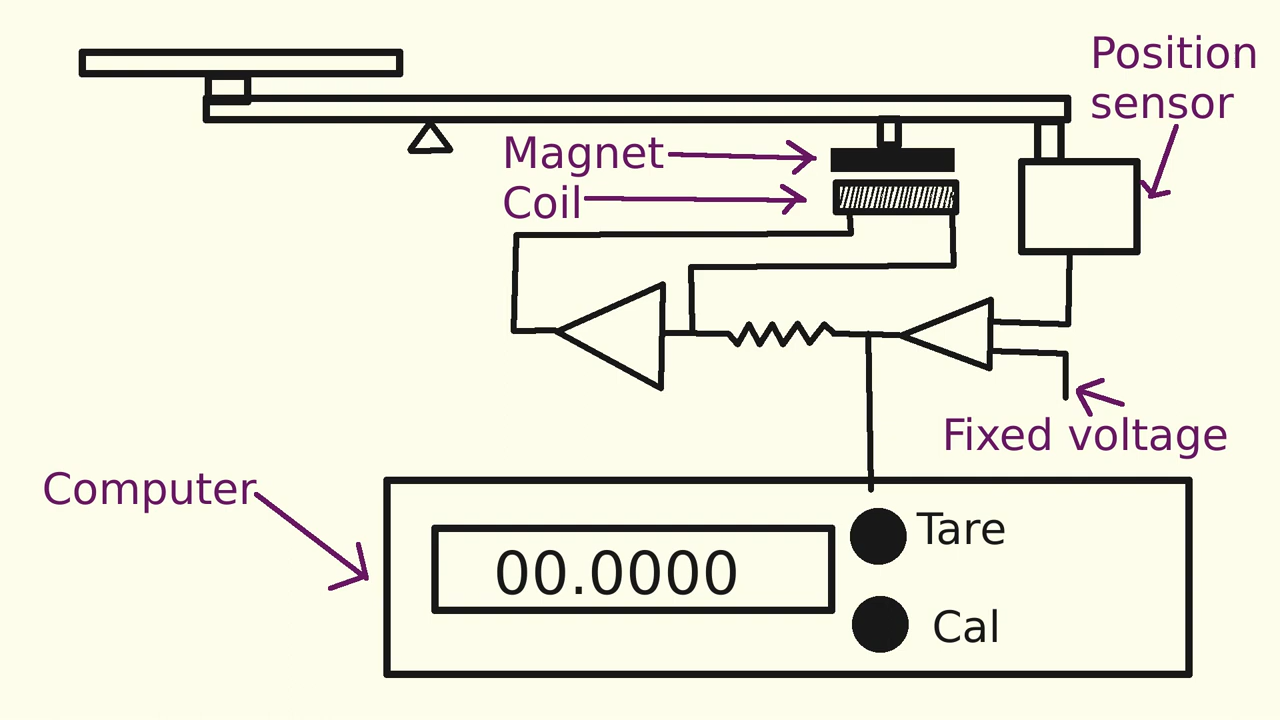 Position
sensor
Magnet
Coil
Fixed voltage
Computer
Tare
00.0000
Cal